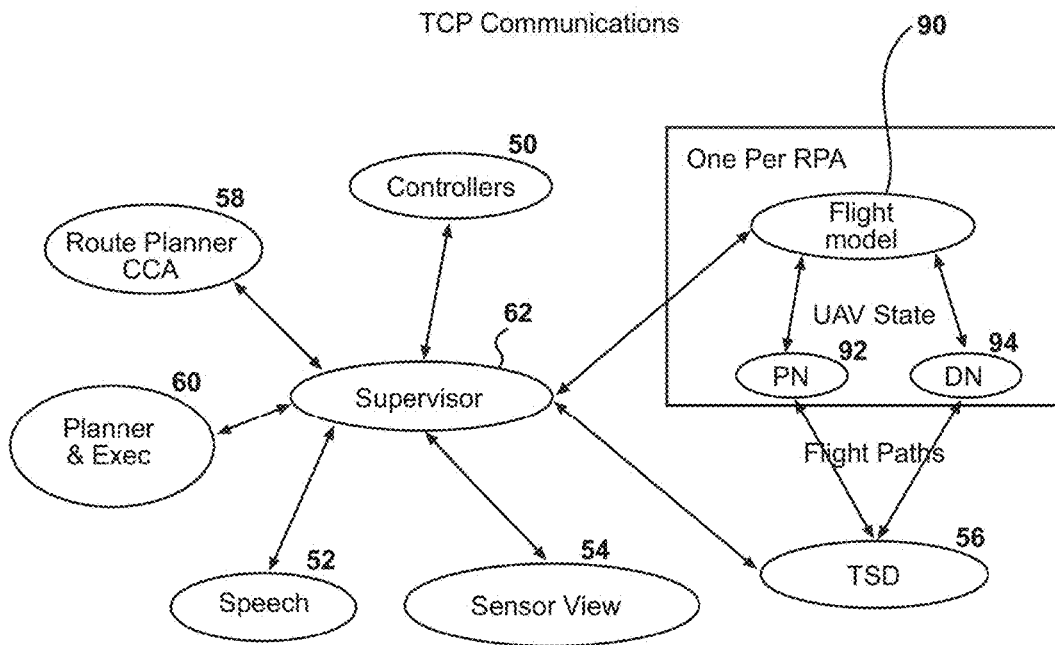 TCP Communications
90
One Per RPA
50
Controllers
58
Route Planner
CCA
Flight
model
UAV State
62
92
94
PN
DN
Supervisor
60
Planner
& Exec
Flight Paths
52
Speech
54
Sensor View
56
TSD